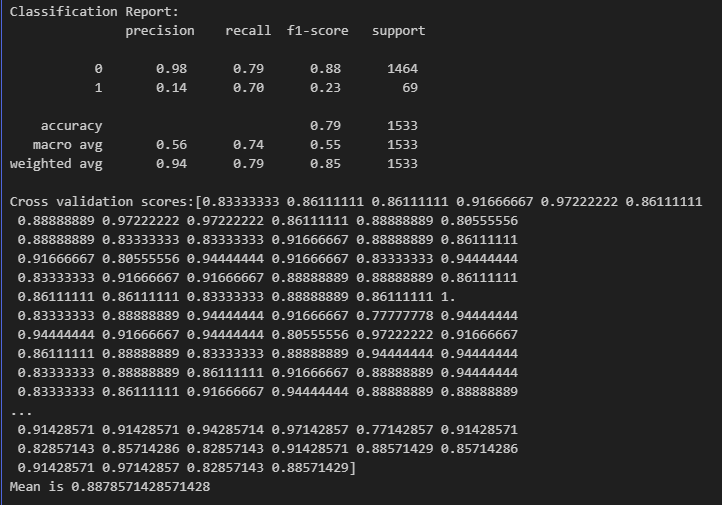 Classification Report:
precision recall f1-score support
0 0.98 0.79 0.88 1464
1 0.14 0.70 0.23 69
accuracy 0.79 1533
macro avg 0.56 0.74 0.55 1533
weighted avg 0.94 0.79 0.85 1533
Cross validation scores:[0.83333333 0.86111111 0.86111111 0.91666667 0.97222222 0.86111111
0.88888889 0.97222222 0.97222222 0.86111111 0.88888889 0.80555556
0.88888889 0.83333333 0.83333333 0.91666667 0.88888889 0.86111111
0.91666667 0.80555556 0.94444444 0.91666667 0.83333333 0.94444444
0.83333333 0.91666667 0.91666667 0.88888889 0.88888889 0.86111111
0.86111111 0.86111111 0.83333333 0.88888889 0.86111111 1.
0.83333333 0.88888889 0.94444444 0.91666667 0.77777778 0.94444444
0.94444444 0.91666667 0.94444444 0.80555556 0.97222222 0.91666667
0.86111111 0.88888889 0.83333333 0.88888889 0.94444444 0.94444444
0.83333333 0.88888889 0.86111111 0.91666667 0.88888889 0.94444444
0.83333333 0.86111111 0.91666667 0.94444444 0.88888889 0.88888889
...
0.91428571 0.91428571 0.94285714 0.97142857 0.77142857 0.91428571
0.82857143 0.85714286 0.82857143 0.91428571 0.88571429 0.85714286
0.91428571 0.97142857 0.82857143 0.88571429]
Mean is 0.8878571428571428